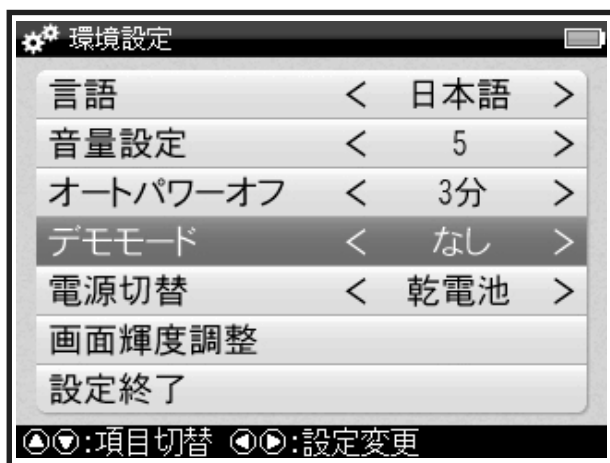 環境設定
言語 < 日本語 >
音量設定 < 5 >
オートパワーオフ < 3分 >
デモモード < なし >
電源切替 < 乾電池 >
画面輝度調整
設定終了
▲▼:項目切替 ◀▶:設定変更